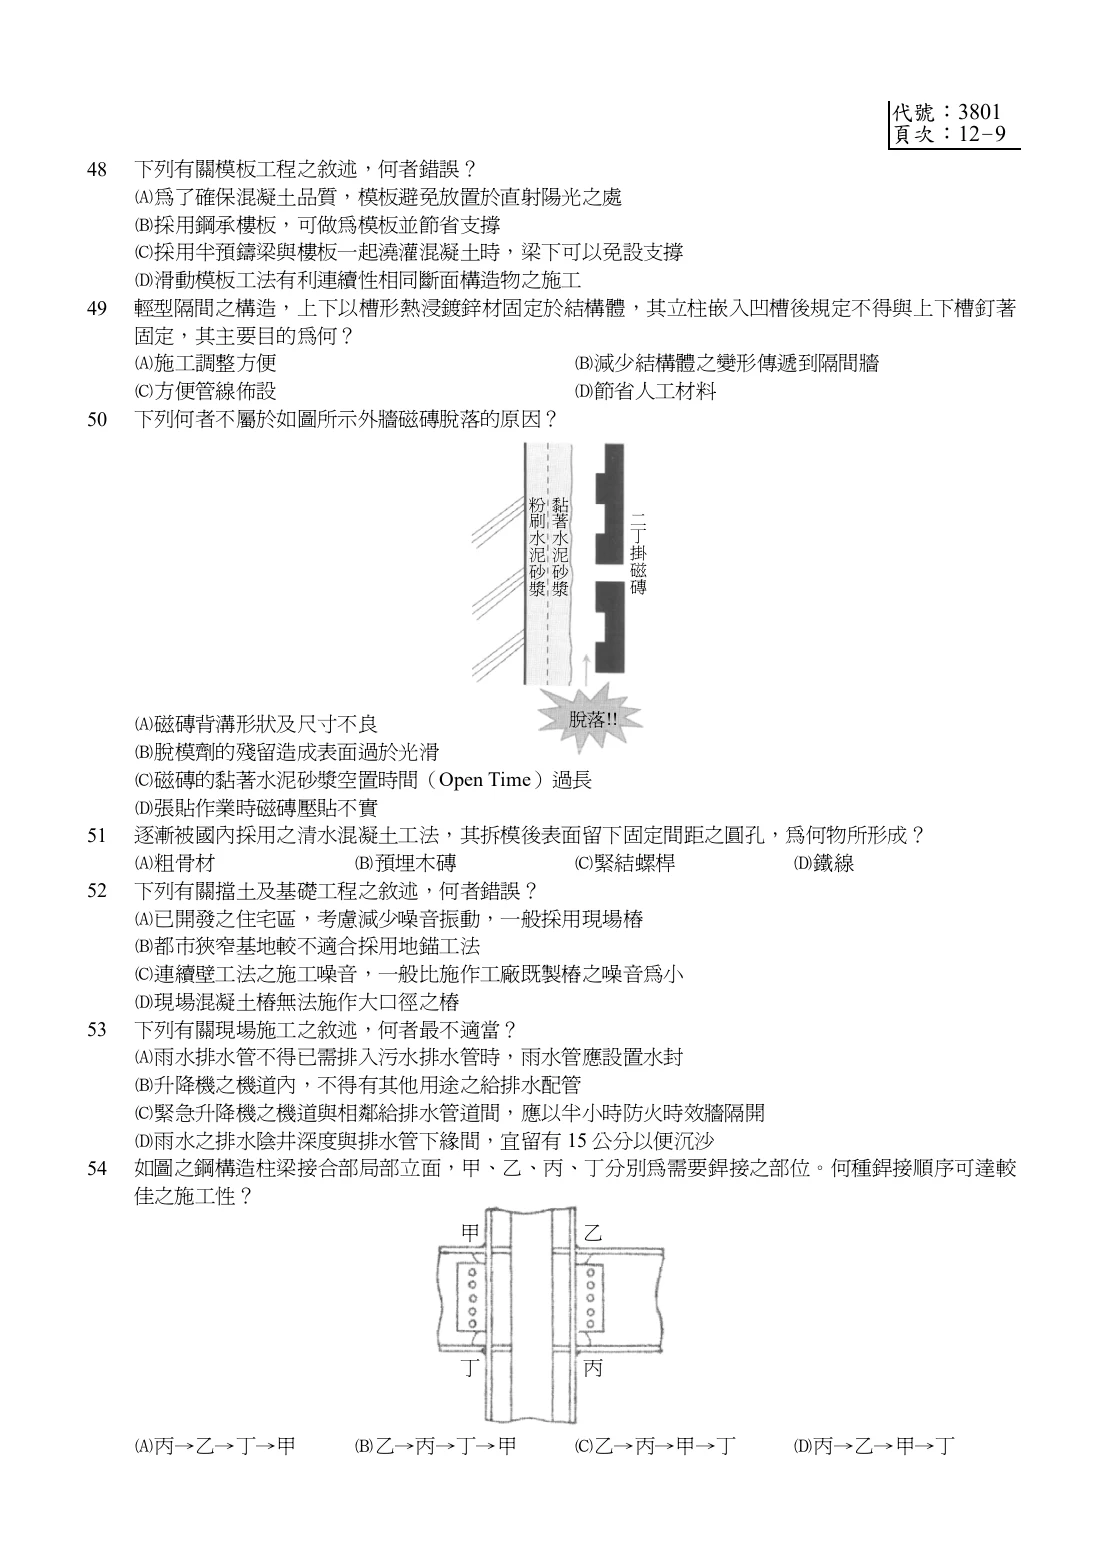 代號：3801
頁次：12-9
48 下列有關模板工程之敘述，何者錯誤？
(A)為了確保混凝土品質，模板避免放置於直射陽光之處
(B)採用鋼承樓板，可做為模板並節省支撐
(C)採用半預鑄梁與樓板一起澆灌混凝土時，梁下可以免設支撐
(D)滑動模板工法有利連續性相同斷面構造物之施工
49 輕型隔間之構造，上下以槽形熱浸鍍鋅材固定於結構體，其立柱嵌入凹槽後規定不得與上下槽釘著
固定，其主要目的為何？
(A)施工調整方便 (B)減少結構體之變形傳遞到隔間牆
(C)方便管線佈設 (D)節省人工材料
50 下列何者不屬於如圖所示外牆磁磚脫落的原因？
粉刷水泥砂漿
黏著水泥砂漿
二丁掛磁磚
脫落!!
(A)磁磚背溝形狀及尺寸不良
(B)脫模劑的殘留造成表面過於光滑
(C)磁磚的黏著水泥砂漿空置時間（Open Time）過長
(D)張貼作業時磁磚壓貼不實
51 逐漸被國內採用之清水混凝土工法，其拆模後表面留下固定間距之圓孔，為何物所形成？
(A)粗骨材 (B)預埋木磚 (C)緊結螺桿 (D)鐵線
52 下列有關擋土及基礎工程之敘述，何者錯誤？
(A)已開發之住宅區，考慮減少噪音振動，一般採用現場樁
(B)都市狹窄基地較不適合採用地錨工法
(C)連續壁工法之施工噪音，一般比施作工廠既製樁之噪音為小
(D)現場混凝土樁無法施作大口徑之樁
53 下列有關現場施工之敘述，何者最不適當？
(A)雨水排水管不得已需排入污水排水管時，雨水管應設置水封
(B)升降機之機道內，不得有其他用途之給排水配管
(C)緊急升降機之機道與相鄰給排水管道間，應以半小時防火時效牆隔開
(D)雨水之排水陰井深度與排水管下緣間，宜留有 15 公分以便沉沙
54 如圖之鋼構造柱梁接合部局部立面，甲、乙、丙、丁分別為需要銲接之部位。何種銲接順序可達較
佳之施工性？
甲 乙
丁 丙
(A)丙→乙→丁→甲 (B)乙→丙→丁→甲 (C)乙→丙→甲→丁 (D)丙→乙→甲→丁